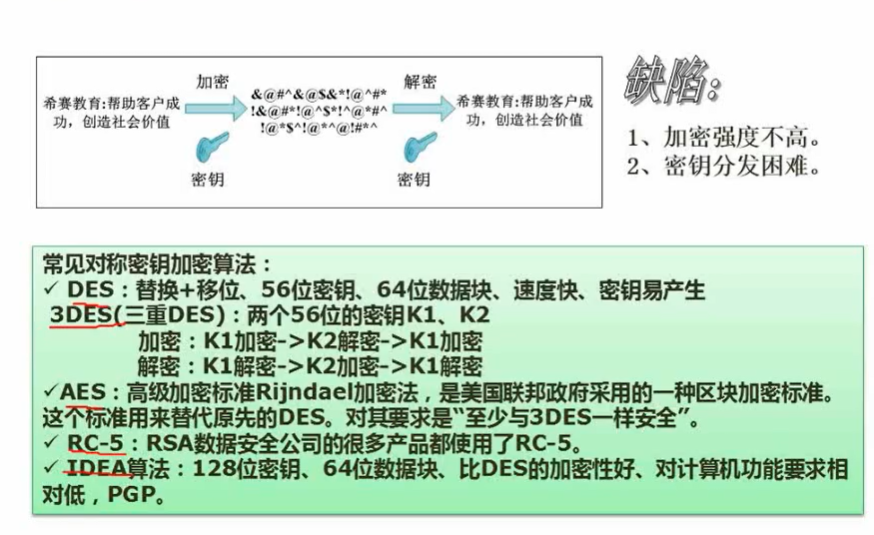 加密
解密
希赛教育:帮助客户成
功，创造社会价值
&@#^&@$&*!@^#*
!&@#*!@^$*!^@*#^
!@*$^!@*^@!#*^
希赛教育:帮助客户成
功，创造社会价值
密钥
密钥
缺陷:
1、加密强度不高。
2、密钥分发困难。
常见对称密钥加密算法：
✓ DES：替换+移位、56位密钥、64位数据块、速度快、密钥易产生
3DES(三重DES)：两个56位的密钥K1、K2
加密：K1加密->K2解密->K1加密
解密：K1解密->K2加密->K1解密
✓AES：高级加密标准Rijndael加密法，是美国联邦政府采用的一种区块加密标准。
这个标准用来替代原先的DES。对其要求是“至少与3DES一样安全”。
✓ RC-5：RSA数据安全公司的很多产品都使用了RC-5。
✓ IDEA算法：128位密钥、64位数据块、比DES的加密性好、对计算机功能要求相
对低，PGP。